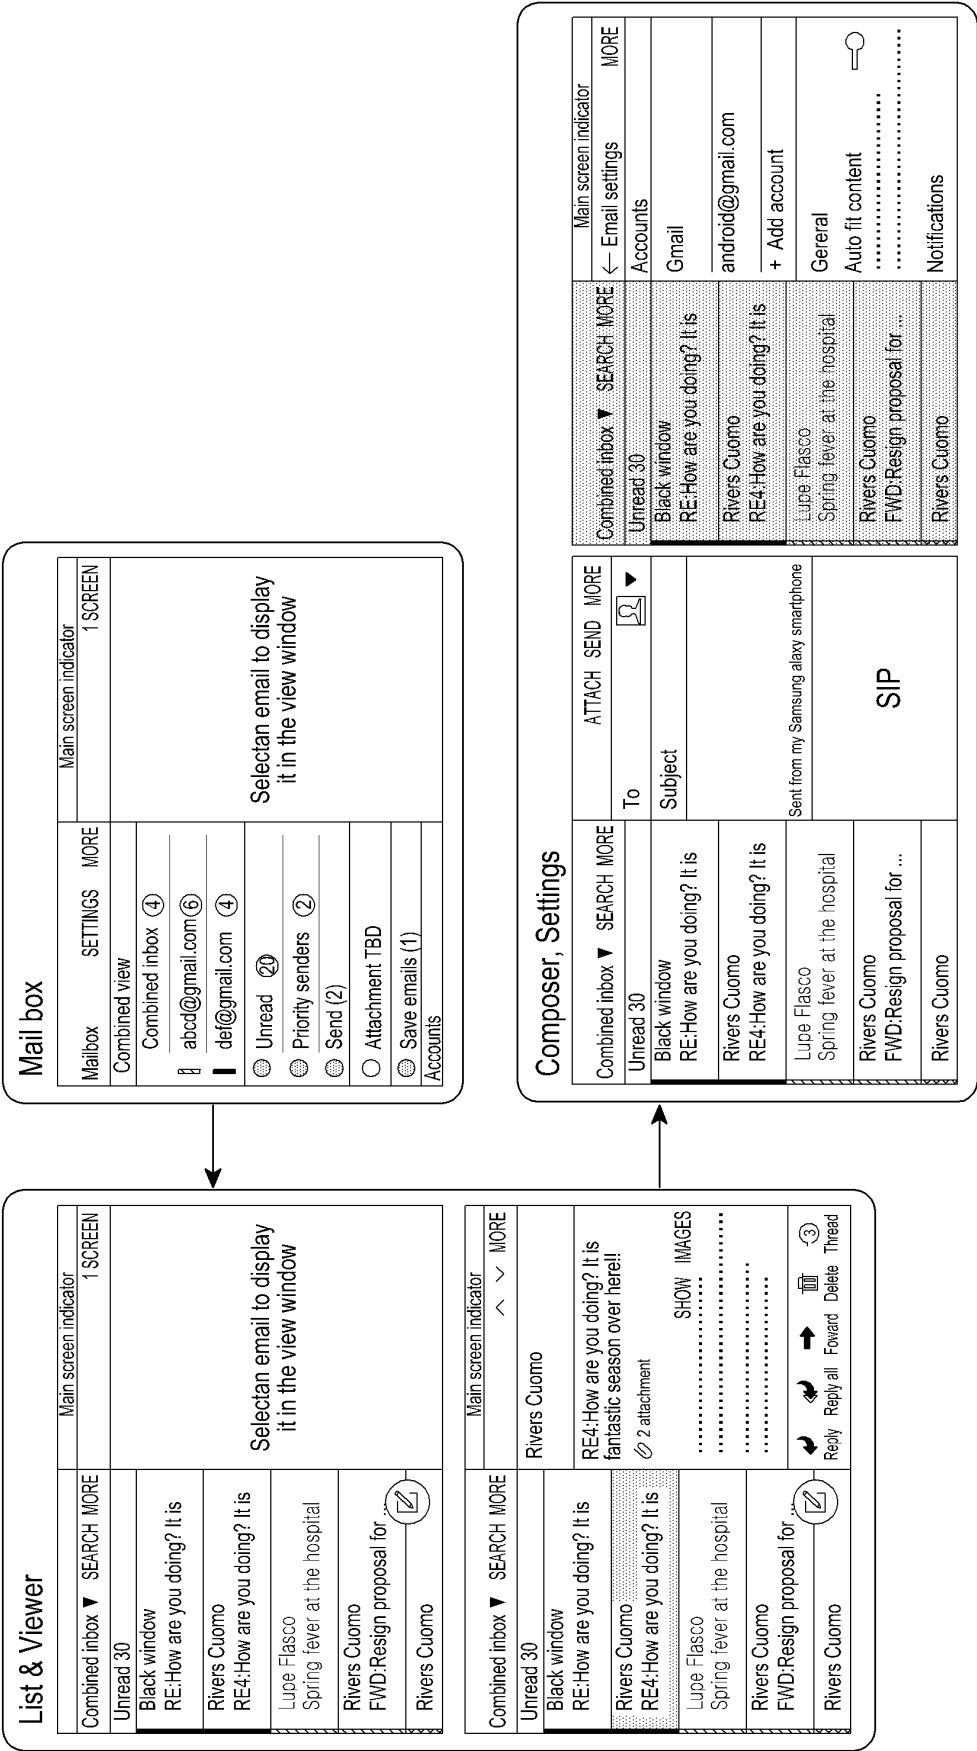 List & Viewer
Combined inbox ▼ SEARCH MORE
Unread 30
Black window
RE:How are you doing? It is
Rivers Cuomo
RE4:How are you doing? It is
Lupe Flasco
Spring fever at the hospital
Rivers Cuomo
FWD:Resign proposal for ...
Rivers Cuomo
Main screen indicator
1 SCREEN
Selectan email to display
it in the view window
Combined inbox ▼ SEARCH MORE
Unread 30
Black window
RE:How are you doing? It is
Rivers Cuomo
RE4:How are you doing? It is
Lupe Flasco
Spring fever at the hospital
Rivers Cuomo
FWD:Resign proposal for ...
Rivers Cuomo
Main screen indicator
MORE
Rivers Cuomo
RE4:How are you doing? It is
fantastic season over here!!
2 attachment
SHOW IMAGES
3
Reply Reply all Foward Delete Thread
Mail box
Mailbox SETTINGS MORE
Combined view
Combined inbox 4
abcd@gmail.com 6
def@gmail.com 4
Unread 20
Priority senders 2
Send (2)
Attachment TBD
Save emails (1)
Accounts
Main screen indicator
1 SCREEN
Selectan email to display
it in the view window
Composer, Settings
Combined inbox ▼ SEARCH MORE
Unread 30
Black window
RE:How are you doing? It is
Rivers Cuomo
RE4:How are you doing? It is
Lupe Flasco
Spring fever at the hospital
Rivers Cuomo
FWD:Resign proposal for ...
Rivers Cuomo
ATTACH SEND MORE
To
Subject
Sent from my Samsung alaxy smartphone
SIP
Combined inbox ▼ SEARCH MORE
Unread 30
Black window
RE:How are you doing? It is
Rivers Cuomo
RE4:How are you doing? It is
Lupe Flasco
Spring fever at the hospital
Rivers Cuomo
FWD:Resign proposal for ...
Rivers Cuomo
Main screen indicator
← Email settings MORE
Accounts
Gmail
android@gmail.com
+ Add account
Gereral
Auto fit content
Notifications